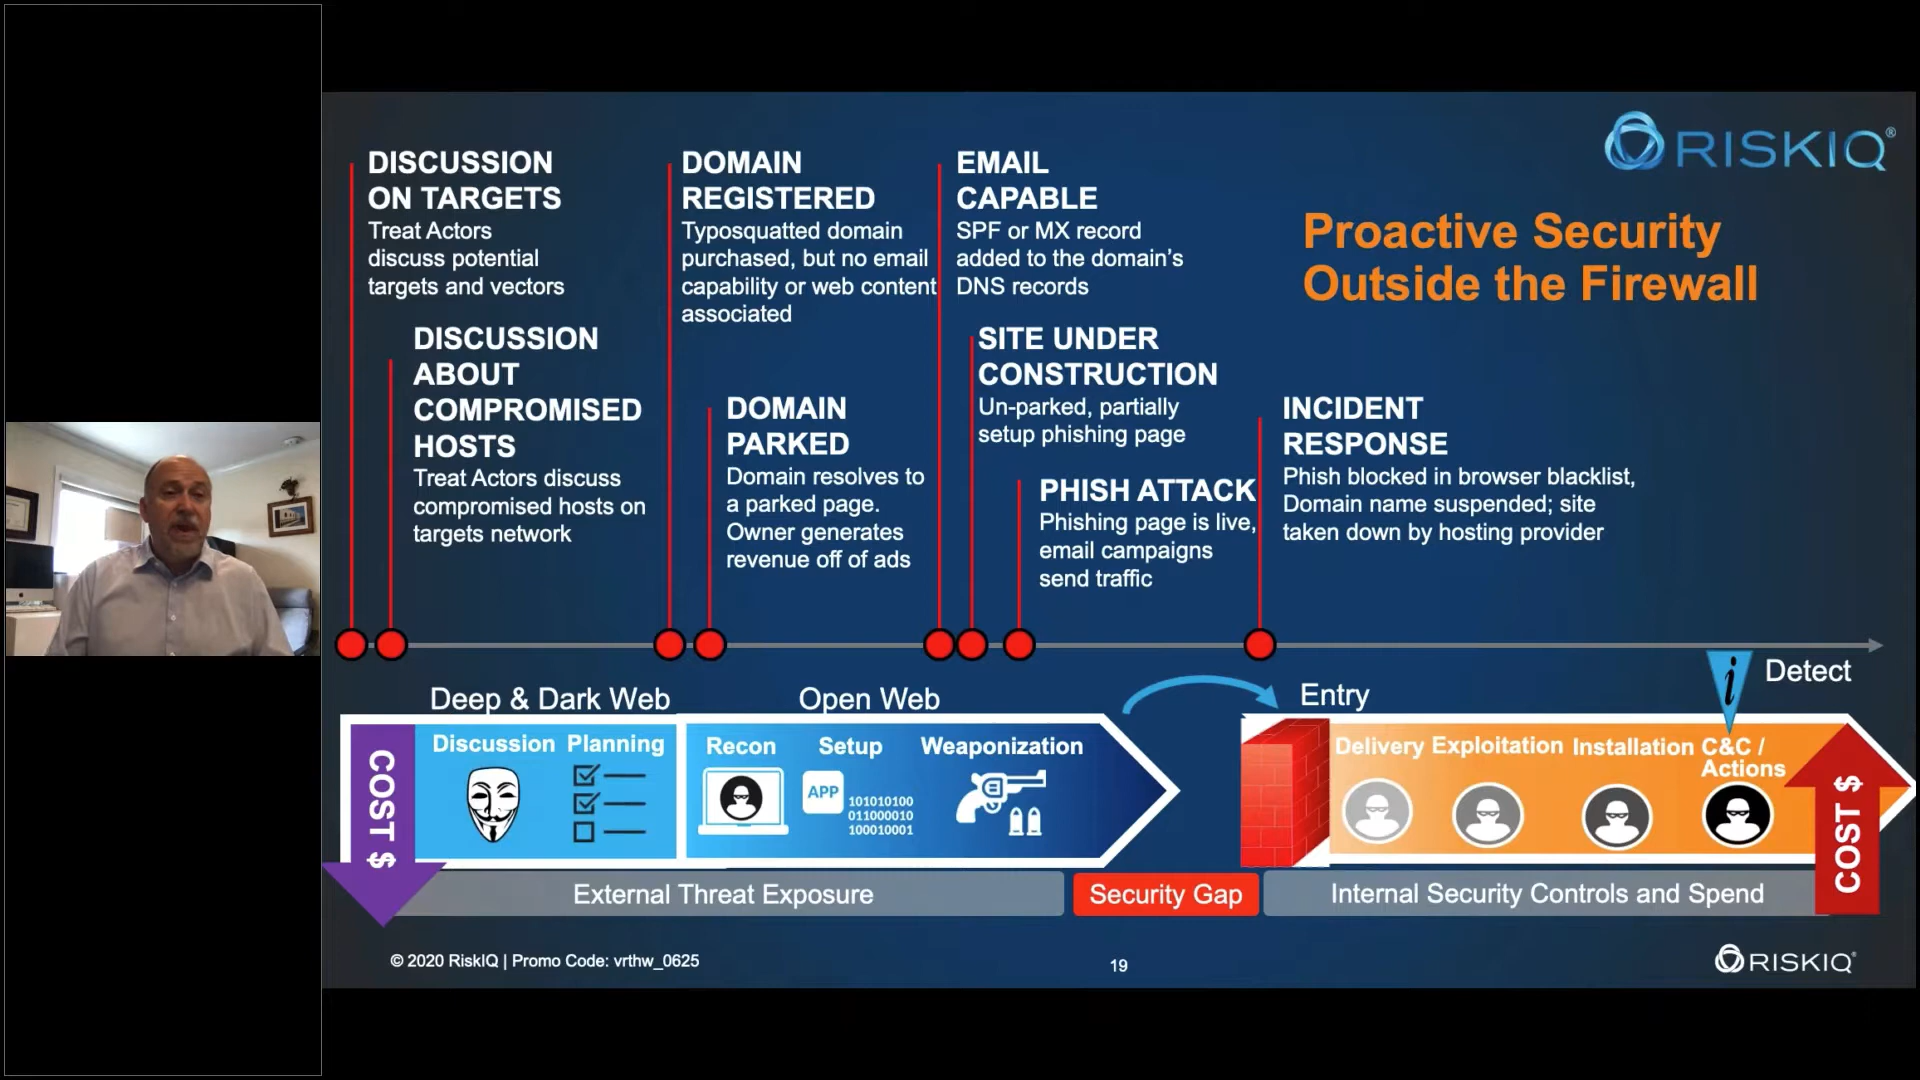 RISKIQ®
Proactive Security
Outside the Firewall
DISCUSSION
ON TARGETS
Treat Actors
discuss potential
targets and vectors
DISCUSSION
ABOUT
COMPROMISED
HOSTS
Treat Actors discuss
compromised hosts on
targets network
DOMAIN
REGISTERED
Typosquatted domain
purchased, but no email
capability or web content
associated
DOMAIN
PARKED
Domain resolves to
a parked page.
Owner generates
revenue off of ads
EMAIL
CAPABLE
SPF or MX record
added to the domain’s
DNS records
SITE UNDER
CONSTRUCTION
Un-parked, partially
setup phishing page
PHISH ATTACK
Phishing page is live,
email campaigns
send traffic
INCIDENT
RESPONSE
Phish blocked in browser blacklist,
Domain name suspended; site
taken down by hosting provider
Deep & Dark Web
Open Web
Entry
i
Detect
COST $
Discussion
Planning
Recon
Setup
Weaponization
APP
101010100
011000010
100010001
Delivery
Exploitation
Installation
C&C /
Actions
COST $
External Threat Exposure
Security Gap
Internal Security Controls and Spend
© 2020 RiskIQ | Promo Code: vrthw_0625
19
RISKIQ®